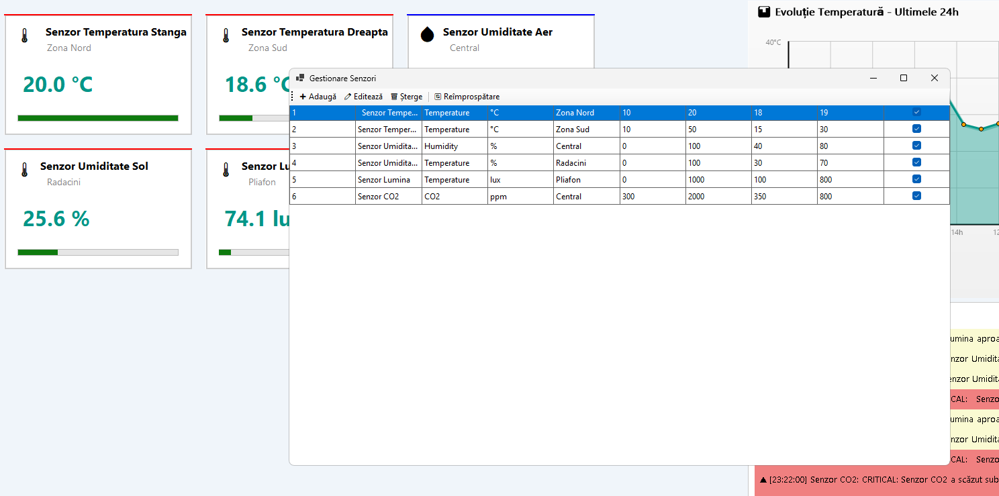 Senzor Temperatura Stanga
Zona Nord
20.0 °C
Senzor Temperatura Dreapta
Zona Sud
18.6 °C
Senzor Umiditate Aer
Central
Senzor Umiditate Sol
Radacini
25.6 %
Senzor Lu
Pliafon
74.1 lu
Gestionare Senzori
+ Adaugă Editează Șterge Reîmprospătare
1 Senzor Tempe... Temperature °C Zona Nord 10 20 18 19
2 Senzor Temper... Temperature °C Zona Sud 10 50 15 30
3 Senzor Umidita... Humidity % Central 0 100 40 80
4 Senzor Umidita... Temperature % Radacini 0 100 30 70
5 Senzor Lumina Temperature lux Pliafon 0 1000 100 800
6 Senzor CO2 CO2 ppm Central 300 2000 350 800
Evoluție Temperatură - Ultimele 24h
40°C
14h 12
umina aproa
nzor Umidita
enzor Umidita
CAL: Senzo
umina aproa
nzor Umidita
CAL: Senzo
▲ [23:22:00] Senzor CO2: CRITICAL: Senzor CO2 a scăzut sub